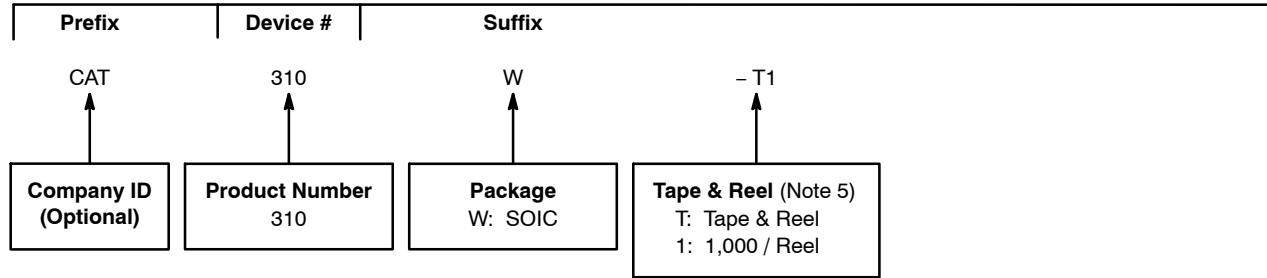 Prefix Device # Suffix
CAT 310 W – T1
Company ID
(Optional)
Product Number
310
Package
W: SOIC
Tape & Reel (Note 5)
T: Tape & Reel
1: 1,000 / Reel